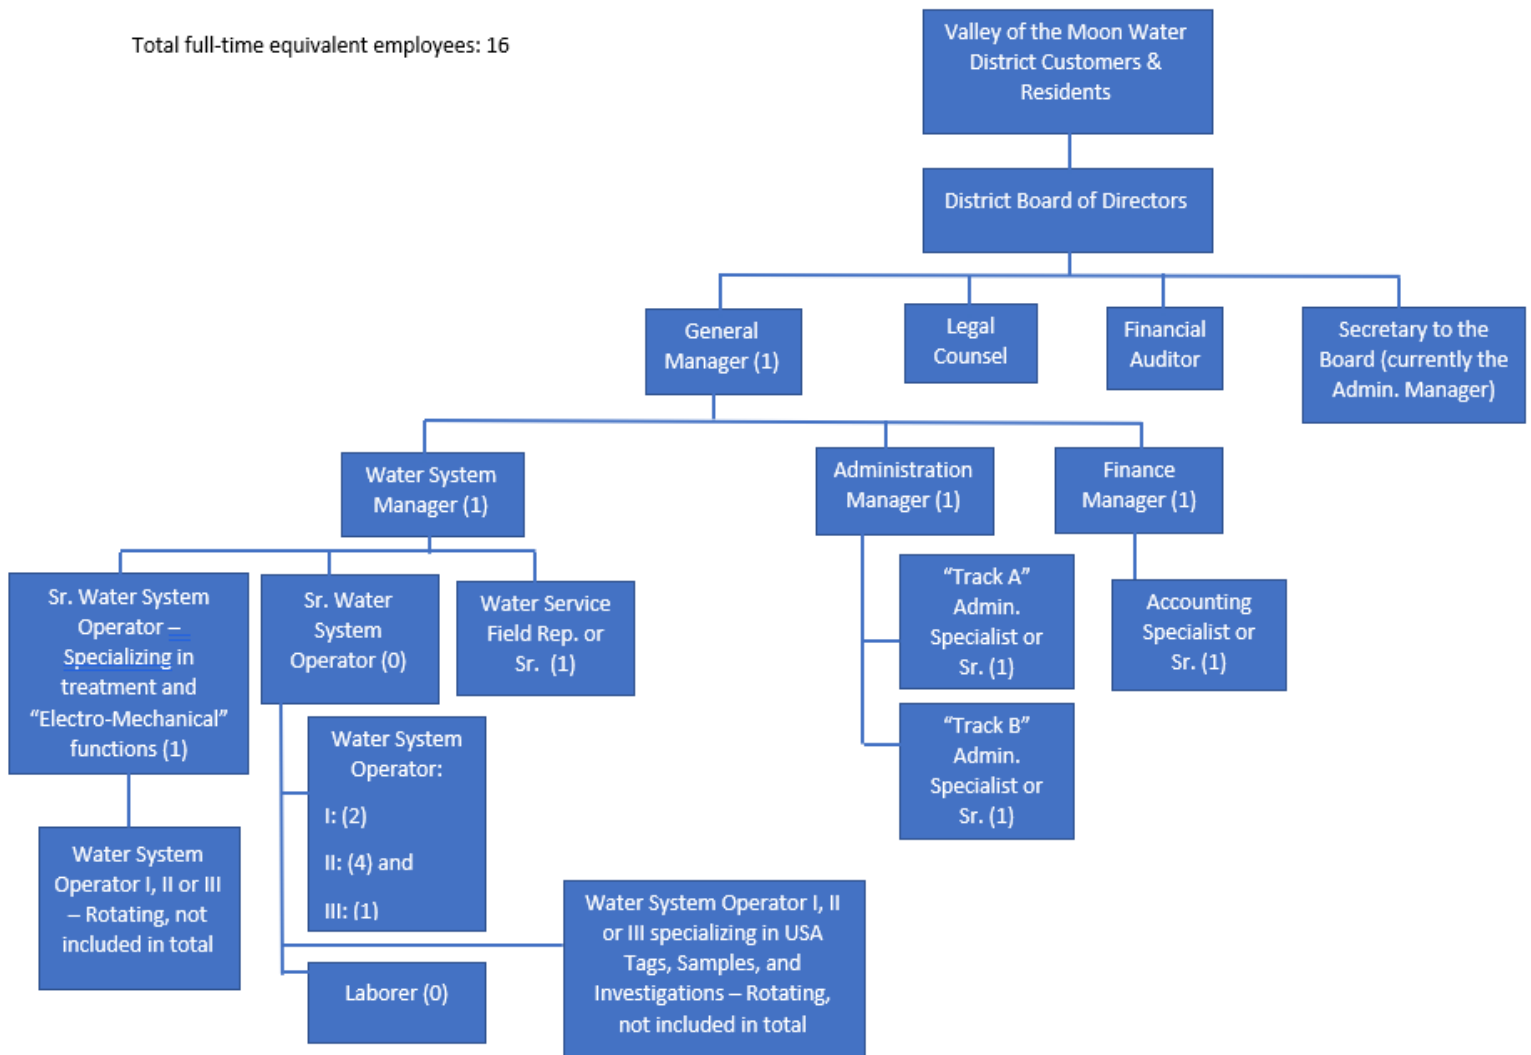 Total full-time equivalent employees: 16
Valley of the Moon Water
District Customers &
Residents
District Board of Directors
General
Manager (1)
Legal
Counsel
Financial
Auditor
Secretary to the
Board (currently the
Admin. Manager)
Water System
Manager (1)
Administration
Manager (1)
Finance
Manager (1)
Sr. Water System
Operator –
Specializing in
treatment and
“Electro-Mechanical”
functions (1)
Sr. Water
System
Operator (0)
Water Service
Field Rep. or
Sr. (1)
“Track A”
Admin.
Specialist or
Sr. (1)
Accounting
Specialist or
Sr. (1)
Water System
Operator:
I: (2)
II: (4) and
III: (1)
“Track B”
Admin.
Specialist or
Sr. (1)
Water System
Operator I, II or III
– Rotating, not
included in total
Water System Operator I, II
or III specializing in USA
Tags, Samples, and
Investigations – Rotating,
not included in total
Laborer (0)